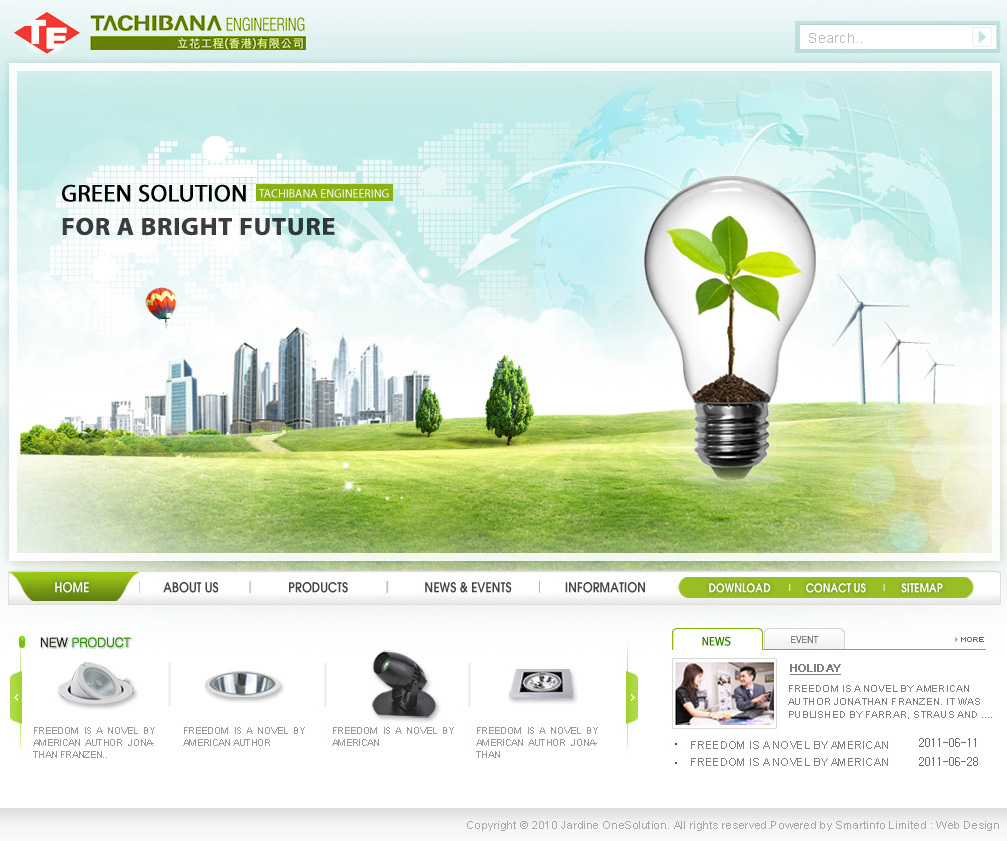 TE
TACHIBANA ENGINEERING
立花工程(香港)有限公司
Search..
GREEN SOLUTION TACHIBANA ENGINEERING
FOR A BRIGHT FUTURE
HOME ABOUT US PRODUCTS NEWS & EVENTS INFORMATION DOWNLOAD CONACT US SITEMAP
NEW PRODUCT
FREEDOM IS A NOVEL BY
AMERICAN AUTHOR JONA-
THAN FRANZEN..
FREEDOM IS A NOVEL BY
AMERICAN AUTHOR
FREEDOM IS A NOVEL BY
AMERICAN
FREEDOM IS A NOVEL BY
AMERICAN AUTHOR JONA-
THAN
NEWS EVENT MORE
HOLIDAY
FREEDOM IS A NOVEL BY AMERICAN
AUTHOR JONATHAN FRANZEN. IT WAS
PUBLISHED BY FARRAR, STRAUS AND ....
• FREEDOM IS A NOVEL BY AMERICAN 2011-06-11
• FREEDOM IS A NOVEL BY AMERICAN 2011-06-28
Copyright © 2010 Jardine OneSolution. All rights reserved.Powered by Smartinfo Limited : Web Design